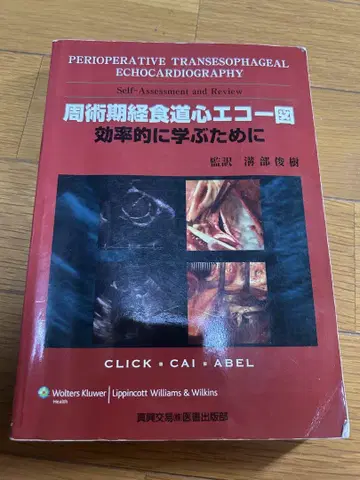 PERIOPERATIVE TRANSESOPHAGEAL
ECHOCARDIOGRAPHY
Self-Assessment and Review
周術期経食道心エコー図
効率的に学ぶために
監訳 溝部俊樹
CLICK ▪ CAI ▪ ABEL
Wolters Kluwer | Lippincott Williams & Wilkins
Health
真興交易㈱医書出版部